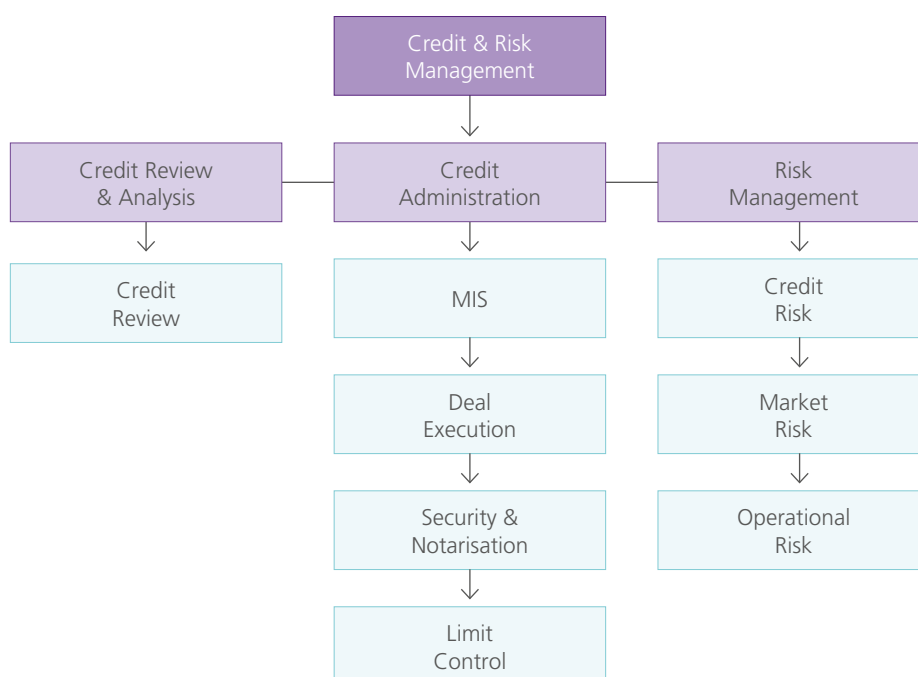 Credit & Risk
Management
Credit Review
& Analysis
Credit
Administration
Risk
Management
Credit
Review
MIS
Credit
Risk
Deal
Execution
Market
Risk
Security &
Notarisation
Operational
Risk
Limit
Control